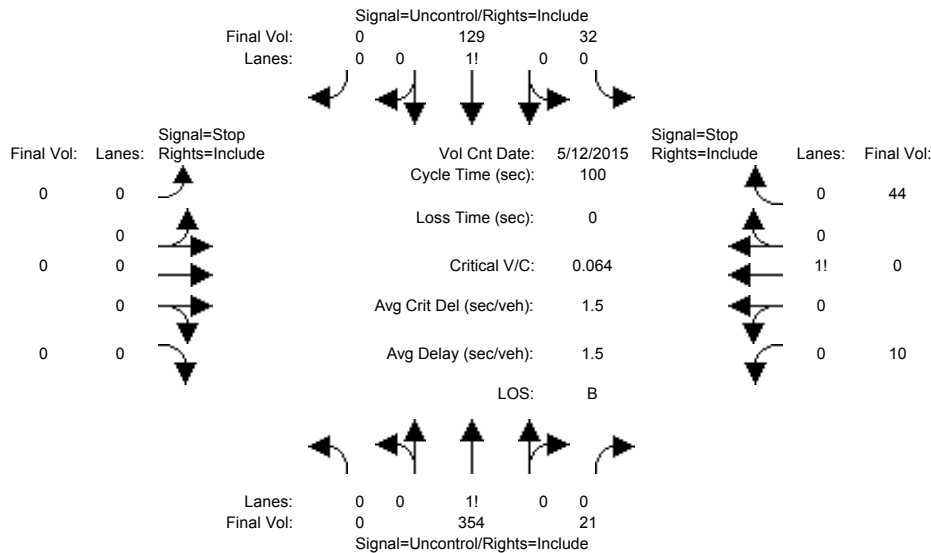 Signal=Uncontrol/Rights=Include
Final Vol: 0 129 32
Lanes: 0 0 1! 0 0
Signal=Stop
Final Vol: Lanes: Rights=Include
Vol Cnt Date: 5/12/2015
Signal=Stop
Rights=Include Lanes: Final Vol:
Cycle Time (sec): 100
0 0
0 44
Loss Time (sec): 0
0
0
0 0
Critical V/C: 0.064
1! 0
0
Avg Crit Del (sec/veh): 1.5
0
0 0
Avg Delay (sec/veh): 1.5
0 10
LOS: B
Lanes: 0 0 1! 0 0
Final Vol: 0 354 21
Signal=Uncontrol/Rights=Include